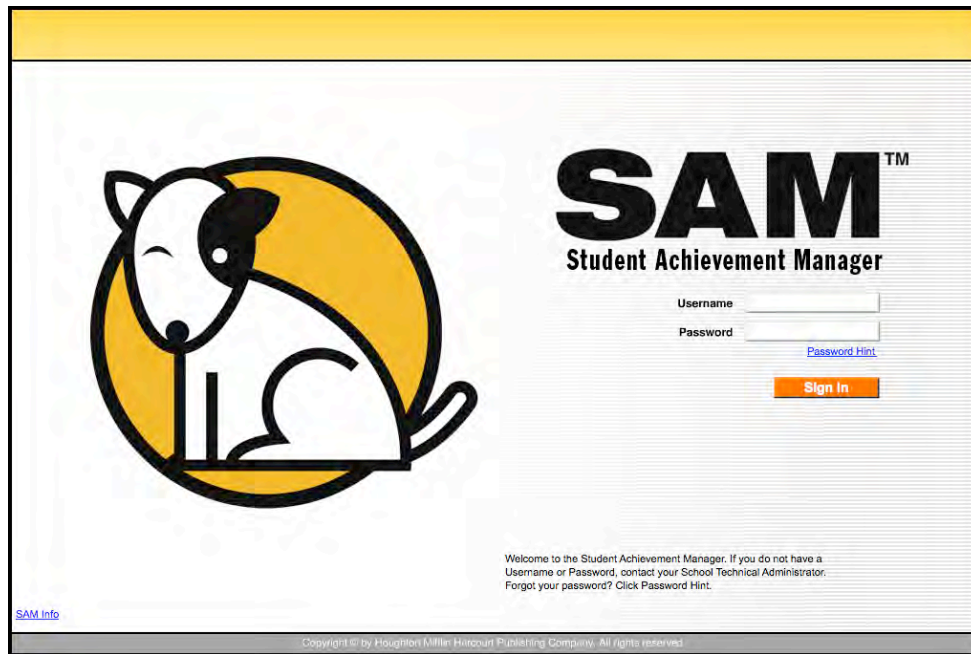 SAM™
Student Achievement Manager
Username
Password
Password Hint
Sign In
Welcome to the Student Achievement Manager. If you do not have a
Username or Password, contact your School Technical Administrator.
Forgot your password? Click Password Hint.
SAM Info
Copyright © by Houghton Mifflin Harcourt Publishing Company. All rights reserved.